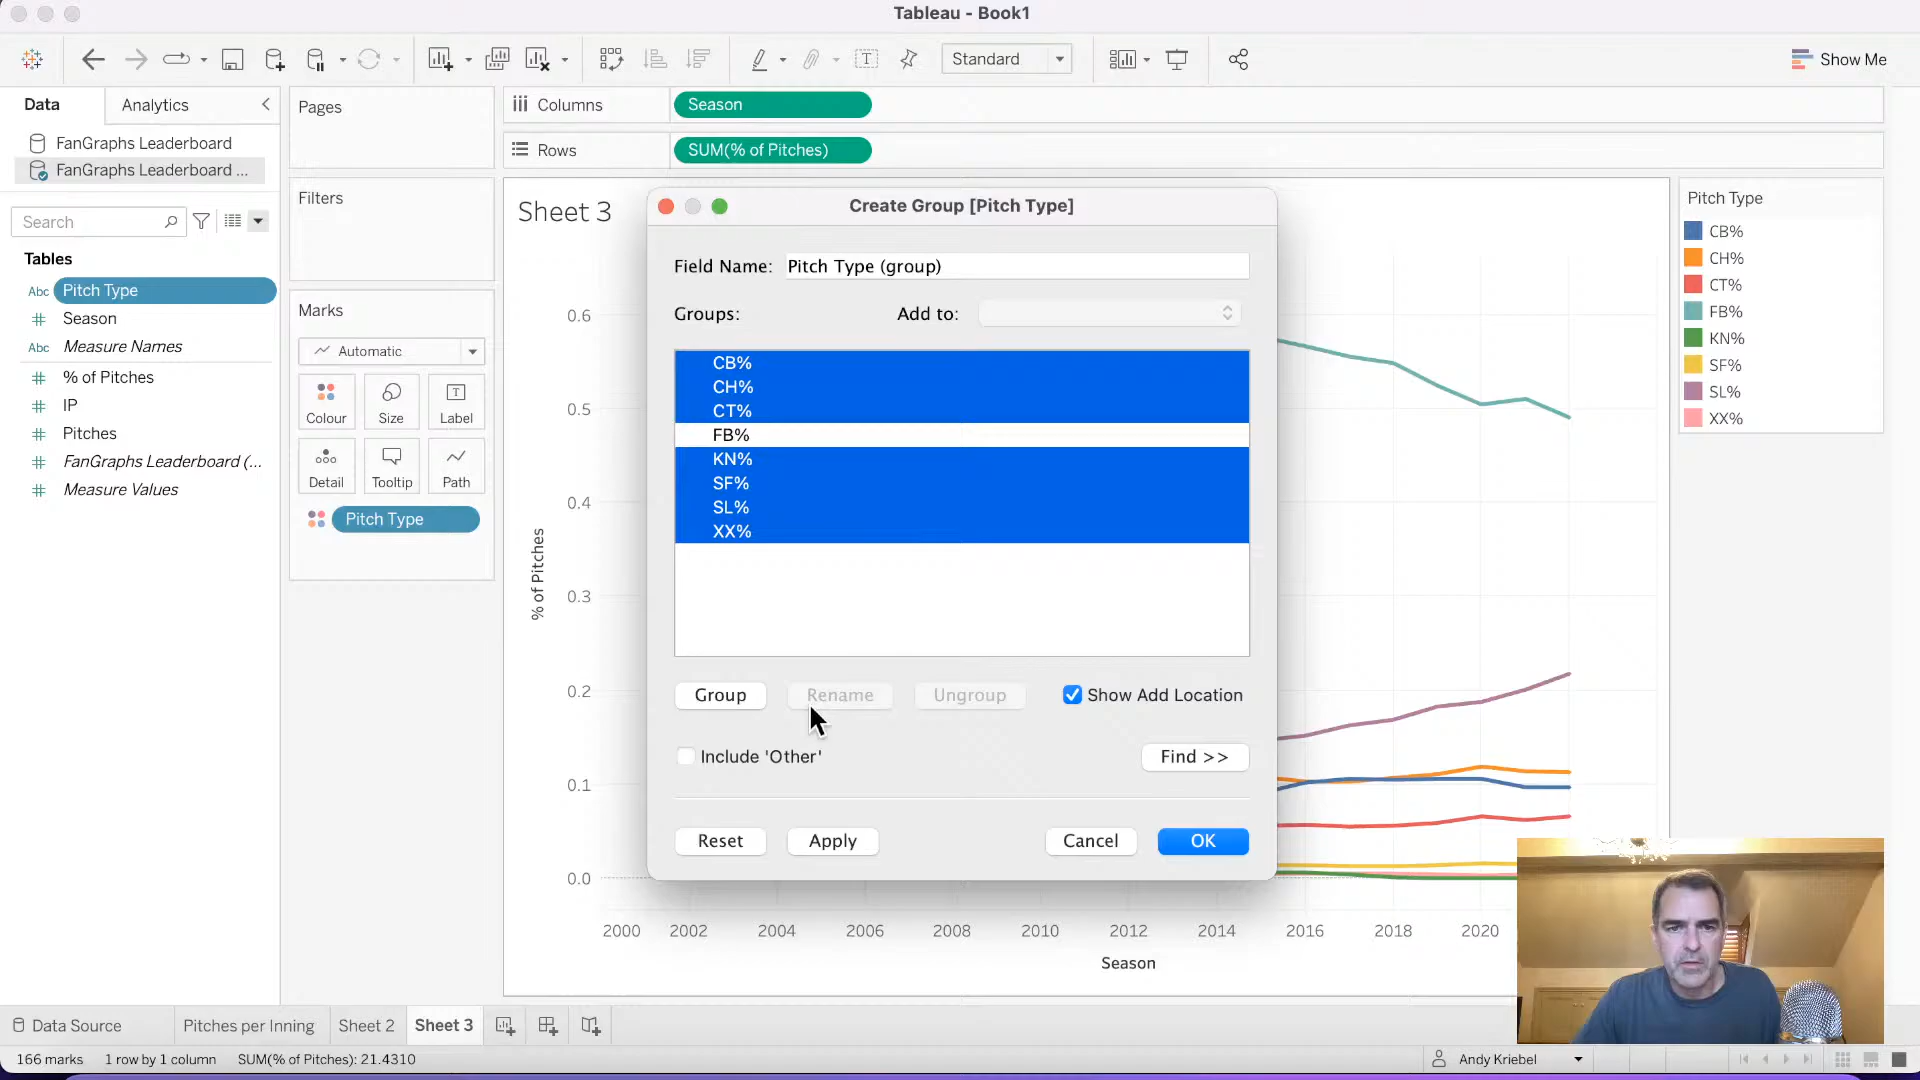 Tableau - Book1
Standard
Show Me
Data
Analytics
FanGraphs Leaderboard
FanGraphs Leaderboard ...
Search
Tables
Abc Pitch Type
# Season
Abc Measure Names
# % of Pitches
# IP
# Pitches
# FanGraphs Leaderboard (...
# Measure Values
Pages
Filters
Marks
Automatic
Colour
Size
Label
Detail
Tooltip
Path
Pitch Type
Columns
Season
Rows
SUM(% of Pitches)
Sheet 3
% of Pitches
0.6
0.5
0.4
0.3
0.2
0.1
0.0
2000
2002
2004
2006
2008
2010
2012
2014
2016
2018
2020
Season
Create Group [Pitch Type]
Field Name: Pitch Type (group)
Groups:
Add to:
CB%
CH%
CT%
FB%
KN%
SF%
SL%
XX%
Group
Rename
Ungroup
Show Add Location
Include 'Other'
Find >>
Reset
Apply
Cancel
OK
Pitch Type
CB%
CH%
CT%
FB%
KN%
SF%
SL%
XX%
Data Source
Pitches per Inning
Sheet 2
Sheet 3
166 marks
1 row by 1 column
SUM(% of Pitches): 21.4310
Andy Kriebel